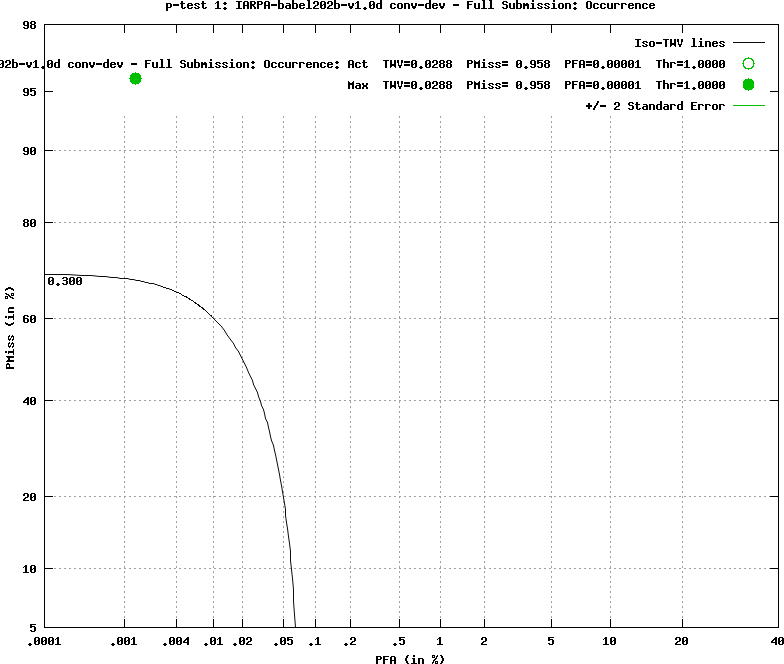 p-test 1: IARPA-babel202b-v1.0d conv-dev - Full Submission: Occurrence
98
Iso-TWV lines
02b-v1.0d conv-dev - Full Submission: Occurrence: Act TWV=0.0288 PMiss= 0.958 PFA=0.00001 Thr=1.0000
Max TWV=0.0288 PMiss= 0.958 PFA=0.00001 Thr=1.0000
95
+/- 2 Standard Error
90
80
0.300
60
PMiss (in %)
40
20
10
5
.0001 .001 .004 .01 .02 .05 .1 .2 .5 1 2 5 10 20 40
PFA (in %)